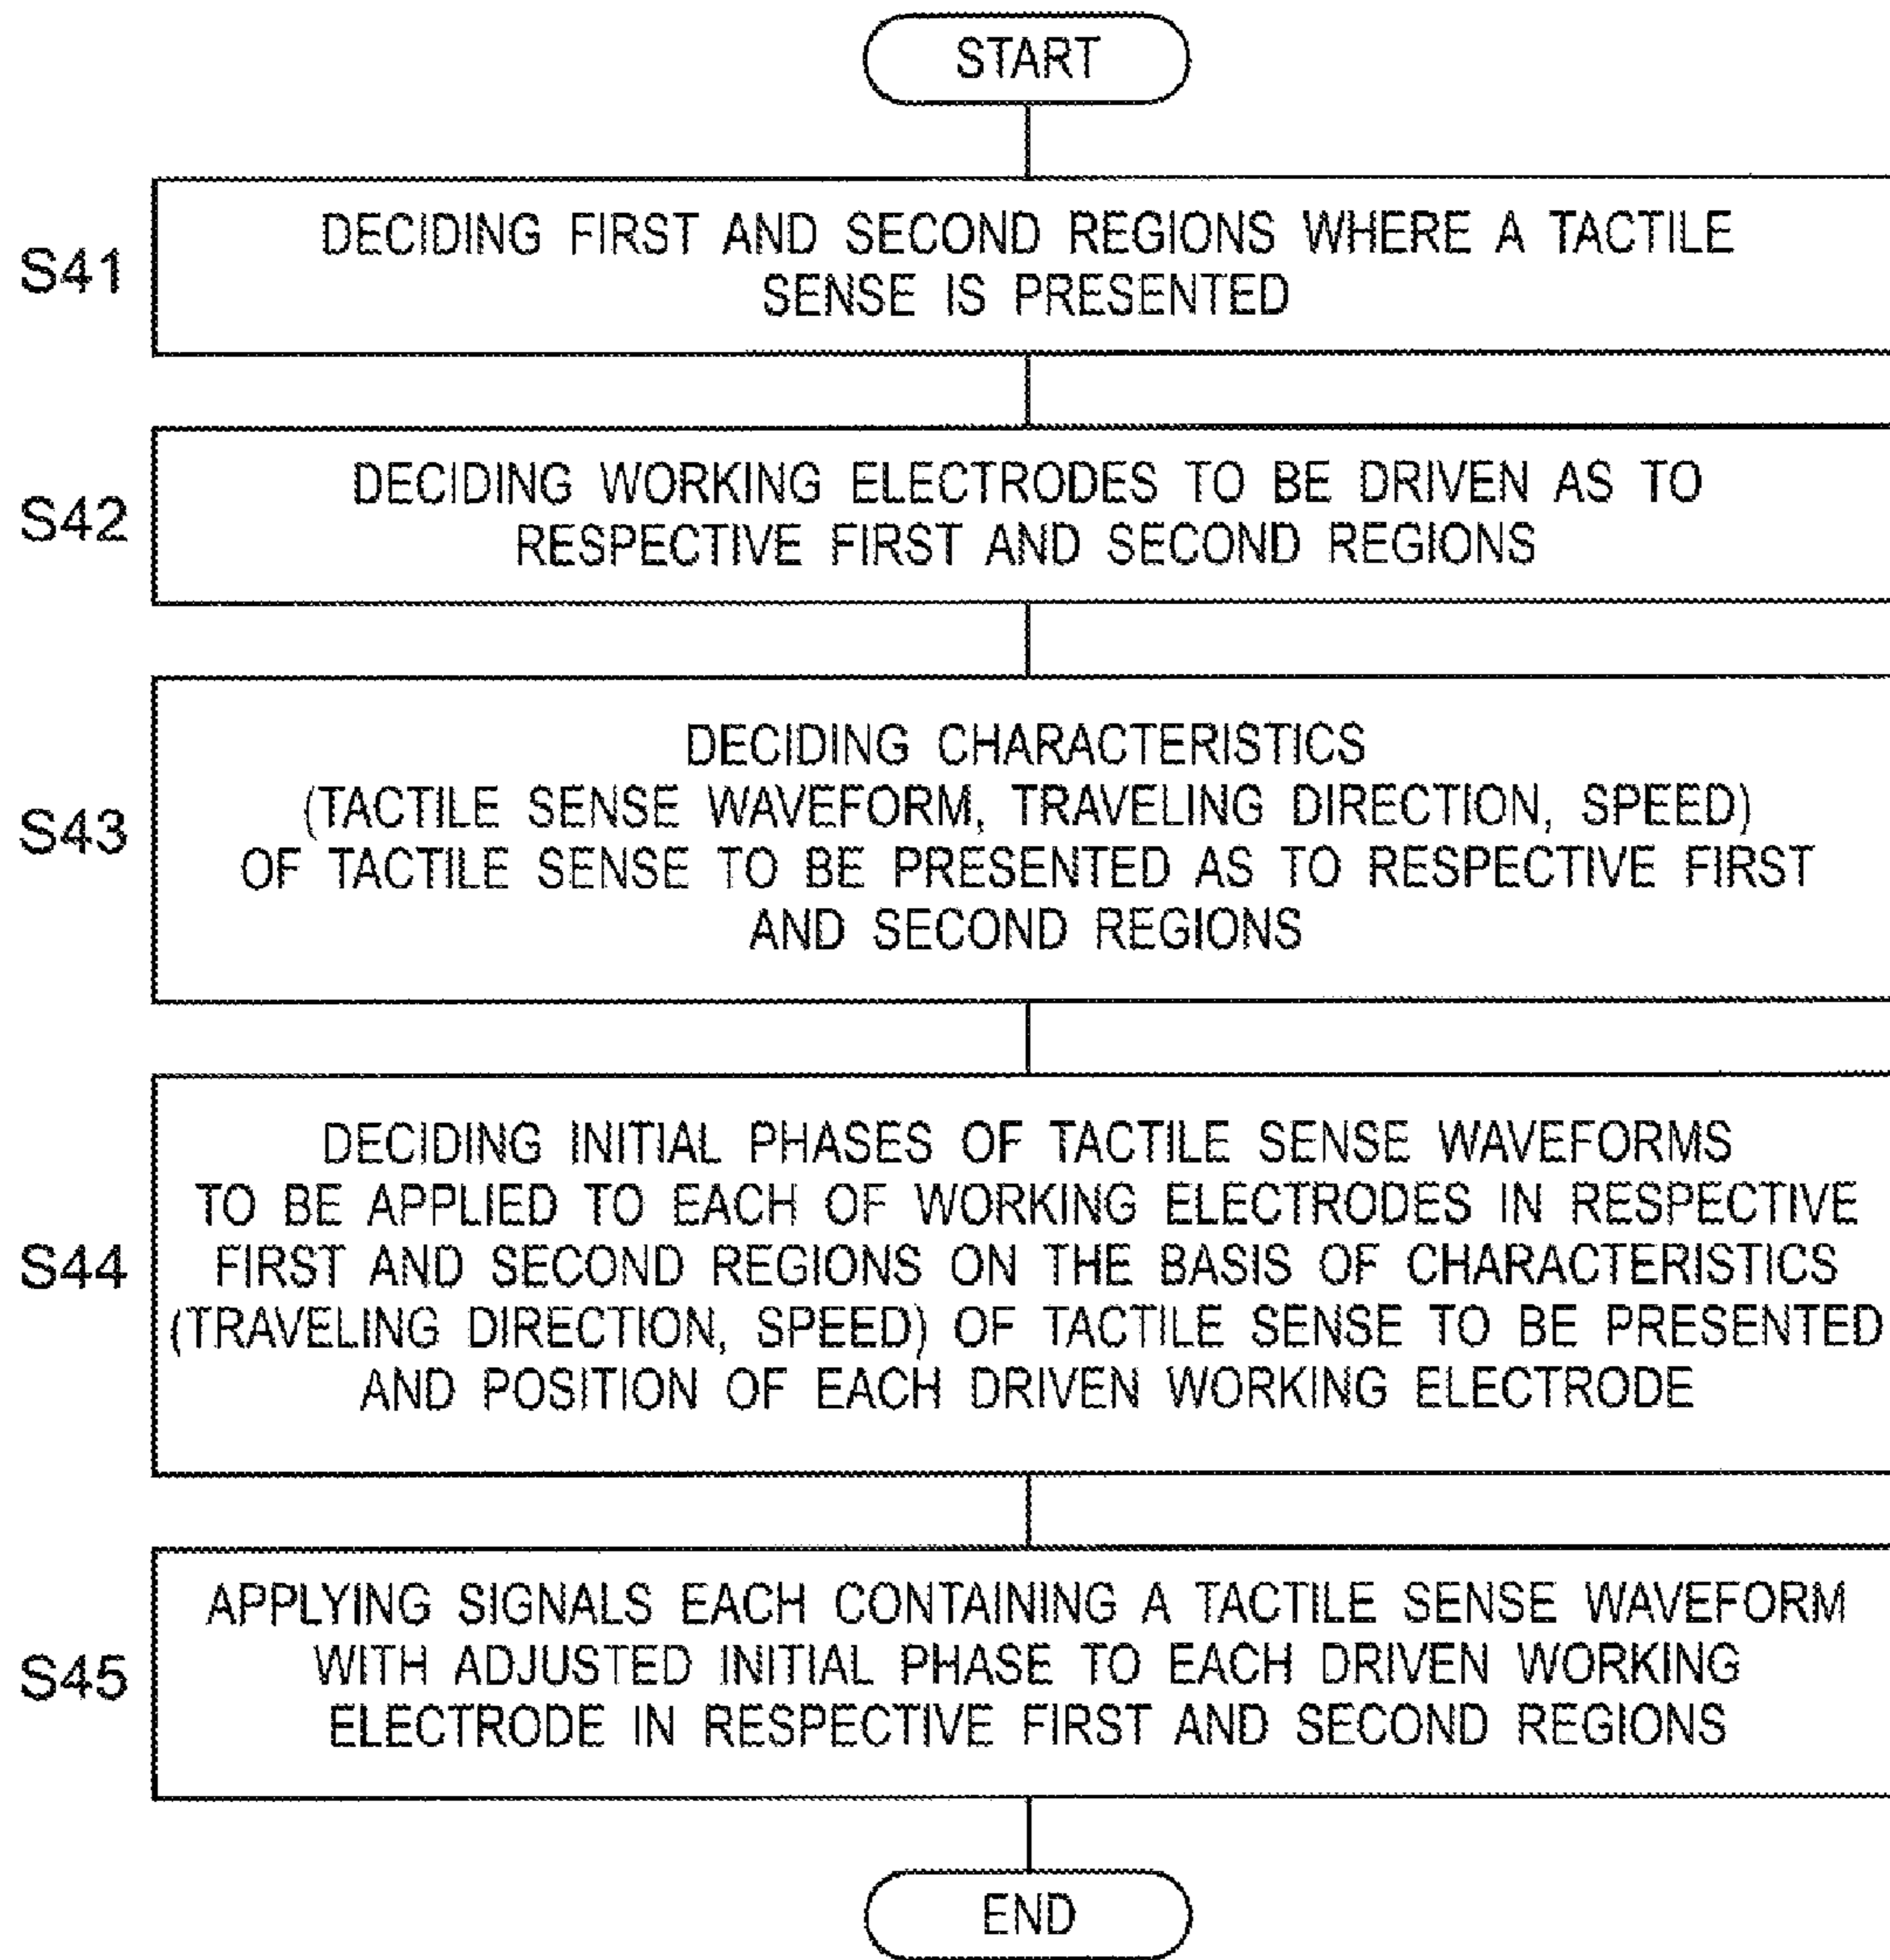 START
S41
DECIDING FIRST AND SECOND REGIONS WHERE A TACTILE
SENSE IS PRESENTED
S42
DECIDING WORKING ELECTRODES TO BE DRIVEN AS TO
RESPECTIVE FIRST AND SECOND REGIONS
S43
DECIDING CHARACTERISTICS
(TACTILE SENSE WAVEFORM, TRAVELING DIRECTION, SPEED)
OF TACTILE SENSE TO BE PRESENTED AS TO RESPECTIVE FIRST
AND SECOND REGIONS
S44
DECIDING INITIAL PHASES OF TACTILE SENSE WAVEFORMS
TO BE APPLIED TO EACH OF WORKING ELECTRODES IN RESPECTIVE
FIRST AND SECOND REGIONS ON THE BASIS OF CHARACTERISTICS
(TRAVELING DIRECTION, SPEED) OF TACTILE SENSE TO BE PRESENTED
AND POSITION OF EACH DRIVEN WORKING ELECTRODE
S45
APPLYING SIGNALS EACH CONTAINING A TACTILE SENSE WAVEFORM
WITH ADJUSTED INITIAL PHASE TO EACH DRIVEN WORKING
ELECTRODE IN RESPECTIVE FIRST AND SECOND REGIONS
END